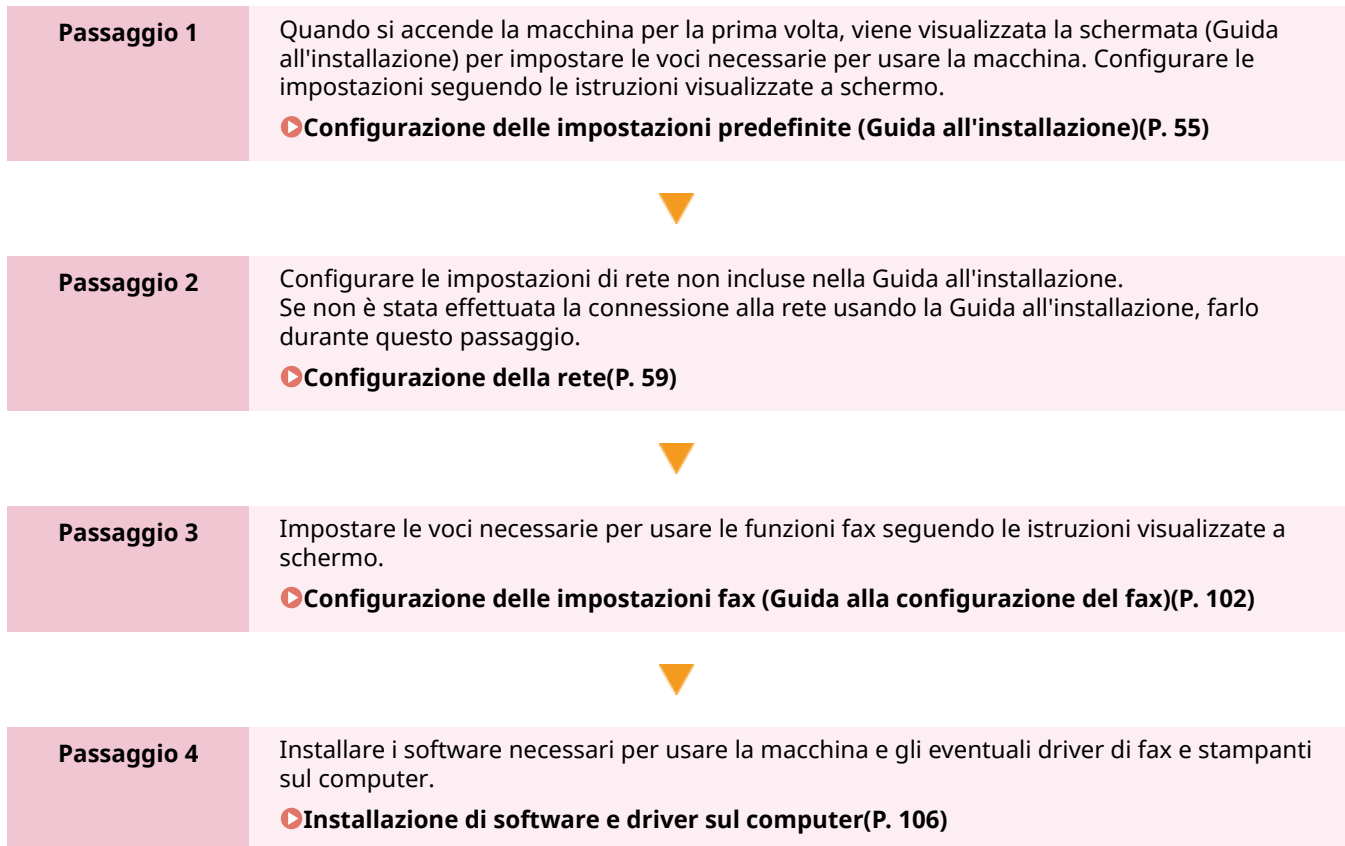 Passaggio 1
Quando si accende la macchina per la prima volta, viene visualizzata la schermata (Guida
all'installazione) per impostare le voci necessarie per usare la macchina. Configurare le
impostazioni seguendo le istruzioni visualizzate a schermo.
Configurazione delle impostazioni predefinite (Guida all'installazione)(P. 55)
Passaggio 2
Configurare le impostazioni di rete non incluse nella Guida all'installazione.
Se non è stata effettuata la connessione alla rete usando la Guida all'installazione, farlo
durante questo passaggio.
Configurazione della rete(P. 59)
Passaggio 3
Impostare le voci necessarie per usare le funzioni fax seguendo le istruzioni visualizzate a
schermo.
Configurazione delle impostazioni fax (Guida alla configurazione del fax)(P. 102)
Passaggio 4
Installare i software necessari per usare la macchina e gli eventuali driver di fax e stampanti
sul computer.
Installazione di software e driver sul computer(P. 106)